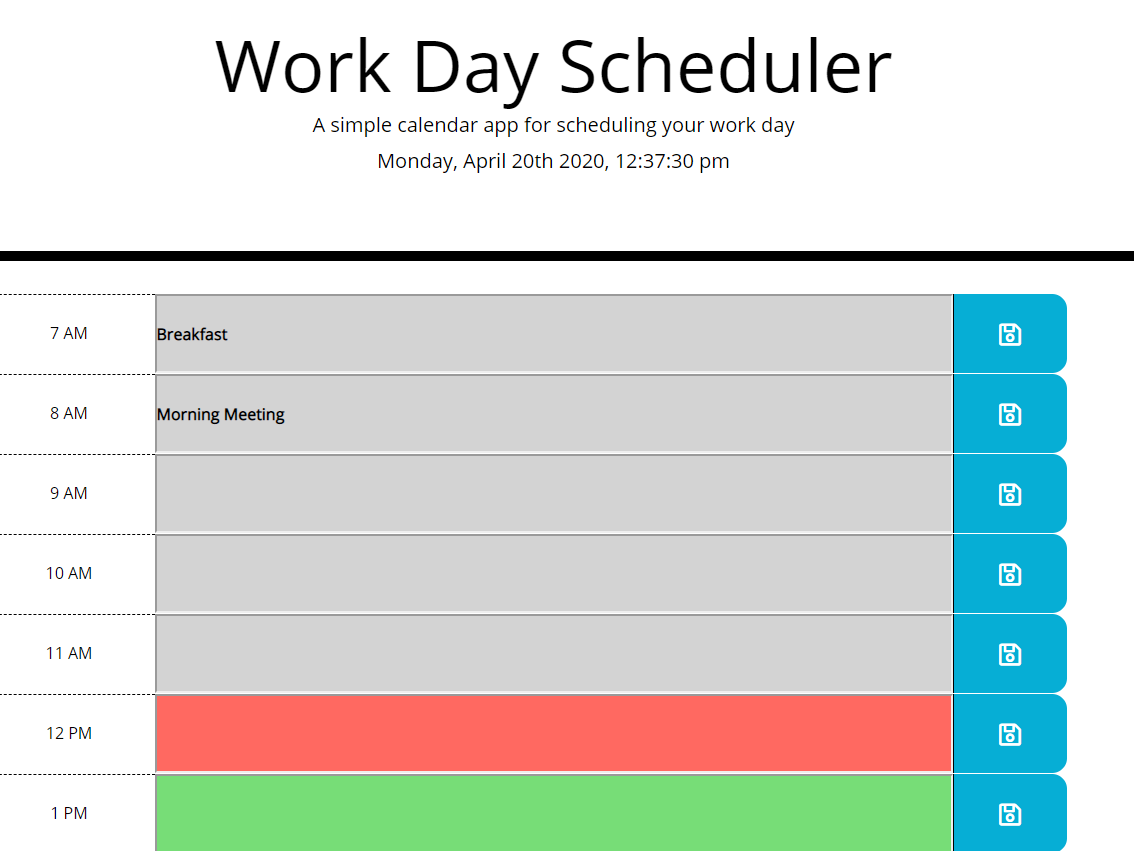 Work Day Scheduler
A simple calendar app for scheduling your work day
Monday, April 20th 2020, 12:37:30 pm
7 AM Breakfast
8 AM Morning Meeting
9 AM
10 AM
11 AM
12 PM
1 PM